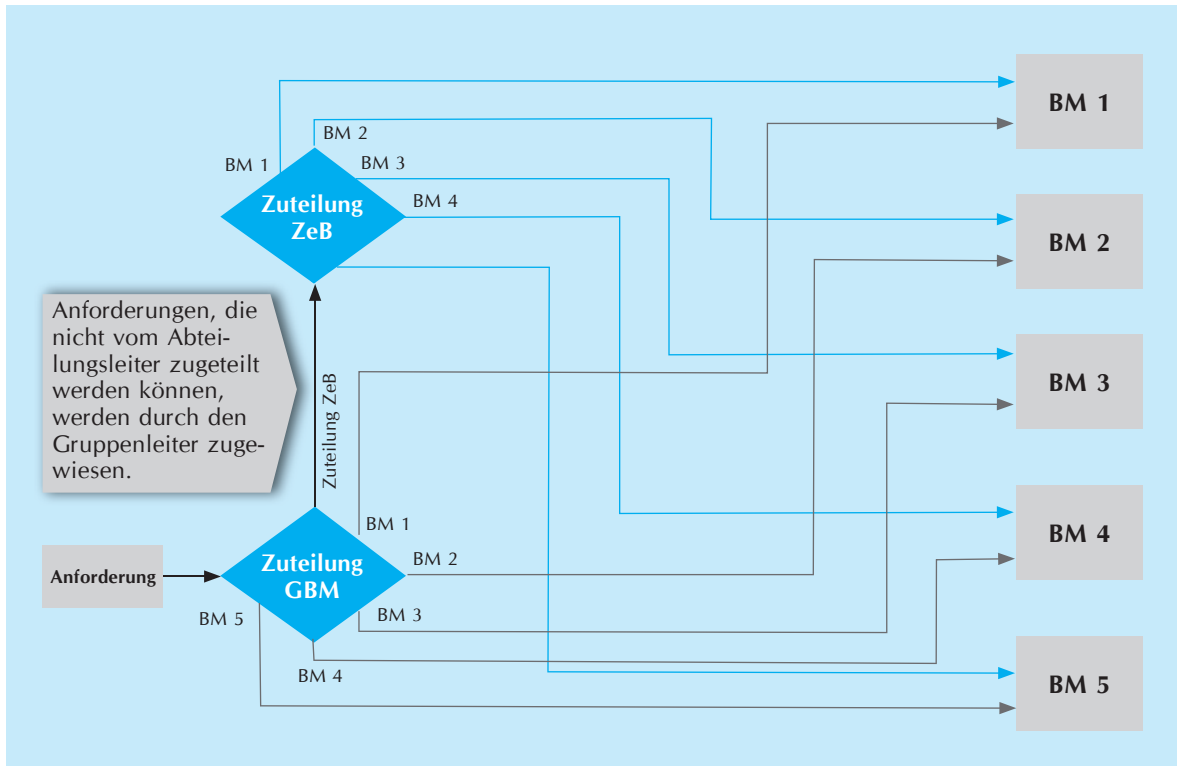 BM 1
BM 2
BM 2
BM 1
BM 3
BM 4
Zuteilung
ZeB
BM 2
Anforderungen, die
nicht vom Abtei-
lungsleiter zugeteilt
werden können,
werden durch den
Gruppenleiter zuge-
wiesen.
Zuteilung ZeB
BM 3
BM 1
BM 2
BM 4
Anforderung
Zuteilung
GBM
BM 5
BM 3
BM 4
BM 5